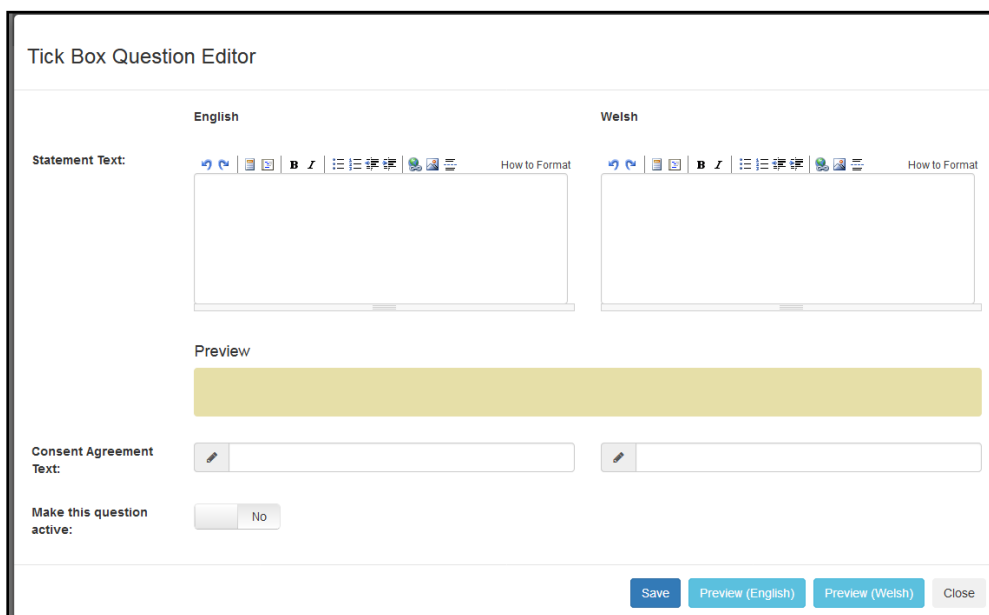 Tick Box Question Editor
English Welsh
Statement Text:
B I How to Format B I How to Format
Preview
Consent Agreement
Text:
Make this question
active:
No
Save Preview (English) Preview (Welsh) Close